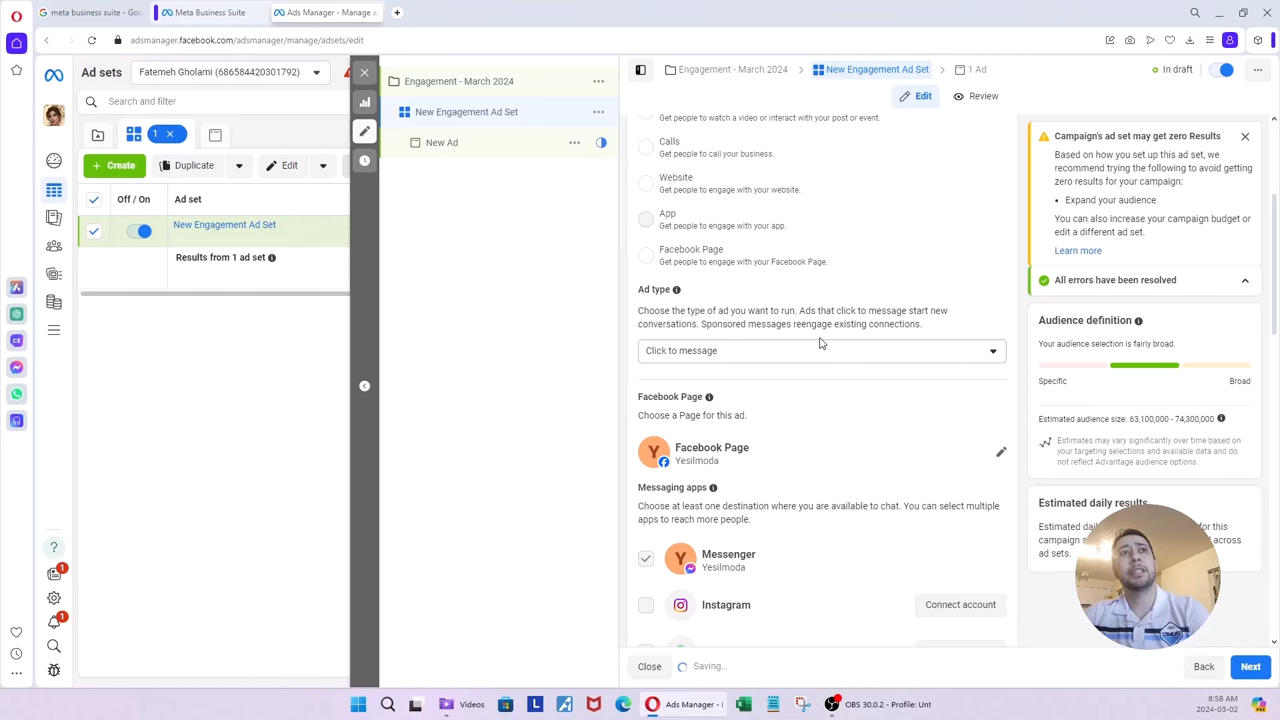 meta business suite - Goo
Meta Business Suite
Ads Manager - Manage a
adsmanager.facebook.com/adsmanager/manage/adsets/edit
Ad sets
Fatemeh Gholami (686584420301792)
Search and filter
1
Create
Duplicate
Edit
Off / On
Ad set
New Engagement Ad Set
Results from 1 ad set
Engagement - March 2024
New Engagement Ad Set
New Ad
Engagement - March 2024
New Engagement Ad Set
1 Ad
In draft
Edit
Review
Get people to watch a video or interact with your post or event.
Calls
Get people to call your business.
Website
Get people to engage with your website.
App
Get people to engage with your app.
Facebook Page
Get people to engage with your Facebook Page.
Ad type
Choose the type of ad you want to run. Ads that click to message start new
conversations. Sponsored messages reengage existing connections.
Click to message
Facebook Page
Choose a Page for this ad.
Y
Facebook Page
Yesilmoda
Messaging apps
Choose at least one destination where you are available to chat. You can select multiple
apps to reach more people.
Y
Messenger
Yesilmoda
Instagram
Connect account
Close
Saving...
Back
Next
Campaign's ad set may get zero Results
Based on how you set up this ad set, we
recommend trying the following to avoid getting
zero results for your campaign:
• Expand your audience
You can also increase your campaign budget or
edit a different ad set.
Learn more
All errors have been resolved
Audience definition
Your audience selection is fairly broad.
Specific
Broad
Estimated audience size: 63,100,000 - 74,300,000
Estimates may vary significantly over time based on
your targeting selections and available data and do
not reflect Advantage audience options.
Estimated daily results
Estimated dai
for this
campaign s
across
ad sets.
1
1
Videos
Ads Manager - I
OBS 30.0.2 - Profile: Unt
8:58 AM
2024-03-02